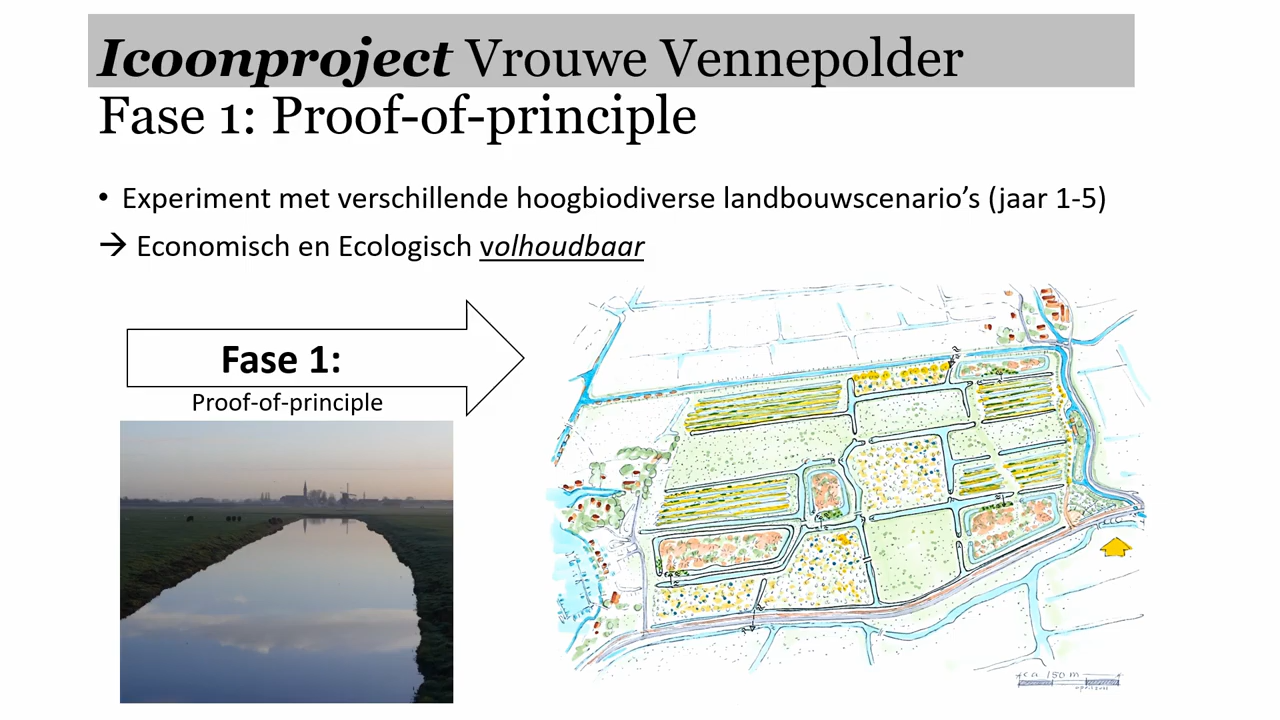 Icoonproject Vrouwe Vennepolder
Fase 1: Proof-of-principle
• Experiment met verschillende hoogbiodiverse landbouwscenario’s (jaar 1-5)
→ Economisch en Ecologisch volhoudbaar
Fase 1:
Proof-of-principle
ca 150 m